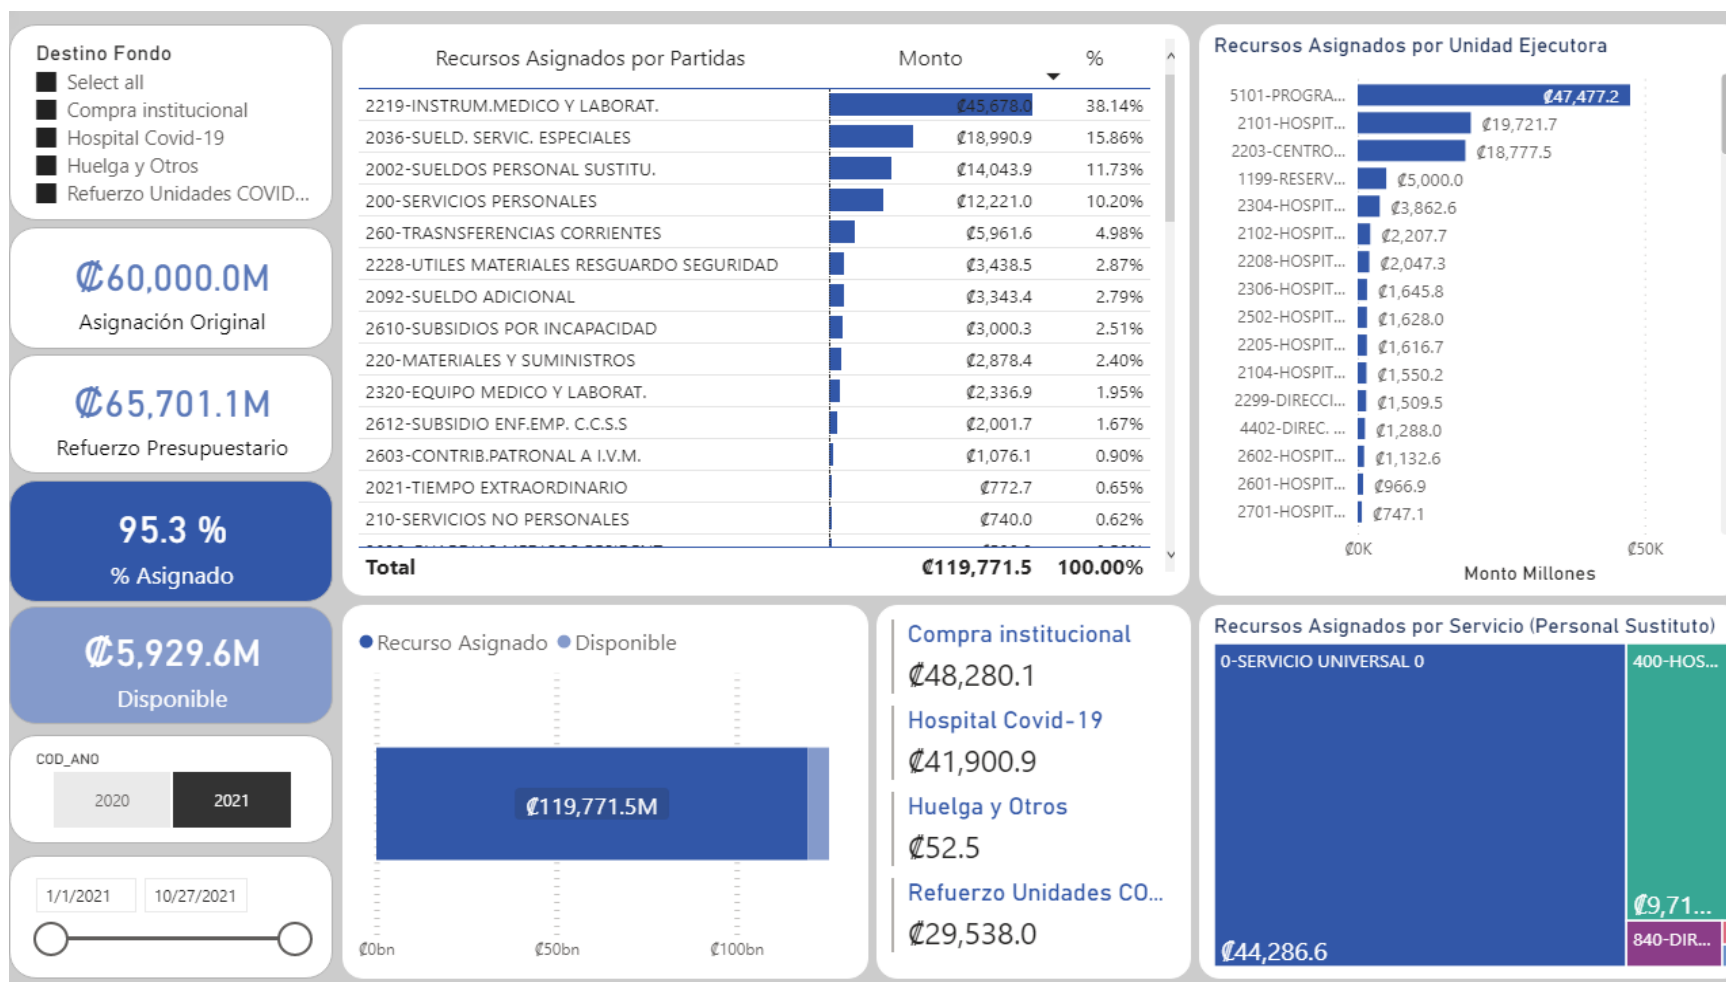 Destino Fondo
Select all
Compra institucional
Hospital Covid-19
Huelga y Otros
Refuerzo Unidades COVID...
₡60,000.0M
Asignación Original
₡65,701.1M
Refuerzo Presupuestario
95.3 %
% Asignado
₡5,929.6M
Disponible
COD_ANO
2020 2021
1/1/2021 10/27/2021
Recursos Asignados por Partidas Monto %
2219-INSTRUM.MEDICO Y LABORAT. ₡45,678.0 38.14%
2036-SUELD. SERVIC. ESPECIALES ₡18,990.9 15.86%
2002-SUELDOS PERSONAL SUSTITU. ₡14,043.9 11.73%
200-SERVICIOS PERSONALES ₡12,221.0 10.20%
260-TRASNSFERENCIAS CORRIENTES ₡5,961.6 4.98%
2228-UTILES MATERIALES RESGUARDO SEGURIDAD ₡3,438.5 2.87%
2092-SUELDO ADICIONAL ₡3,343.4 2.79%
2610-SUBSIDIOS POR INCAPACIDAD ₡3,000.3 2.51%
220-MATERIALES Y SUMINISTROS ₡2,878.4 2.40%
2320-EQUIPO MEDICO Y LABORAT. ₡2,336.9 1.95%
2612-SUBSIDIO ENF.EMP. C.C.S.S ₡2,001.7 1.67%
2603-CONTRIB.PATRONAL A I.V.M. ₡1,076.1 0.90%
2021-TIEMPO EXTRAORDINARIO ₡772.7 0.65%
210-SERVICIOS NO PERSONALES ₡740.0 0.62%
Total ₡119,771.5 100.00%
Recurso Asignado Disponible
₡119,771.5M
₡0bn ₡50bn ₡100bn
Compra institucional
₡48,280.1
Hospital Covid-19
₡41,900.9
Huelga y Otros
₡52.5
Refuerzo Unidades CO...
₡29,538.0
Recursos Asignados por Unidad Ejecutora
5101-PROGRA... ₡47,477.2
2101-HOSPIT... ₡19,721.7
2203-CENTRO... ₡18,777.5
1199-RESERV... ₡5,000.0
2304-HOSPIT... ₡3,862.6
2102-HOSPIT... ₡2,207.7
2208-HOSPIT... ₡2,047.3
2306-HOSPIT... ₡1,645.8
2502-HOSPIT... ₡1,628.0
2205-HOSPIT... ₡1,616.7
2104-HOSPIT... ₡1,550.2
2299-DIRECCI... ₡1,509.5
4402-DIREC. ... ₡1,288.0
2602-HOSPIT... ₡1,132.6
2601-HOSPIT... ₡966.9
2701-HOSPIT... ₡747.1
₡0K ₡50K
Monto Millones
Recursos Asignados por Servicio (Personal Sustituto)
0-SERVICIO UNIVERSAL 0
₡44,286.6
400-HOS...
₡9,71...
840-DIR...